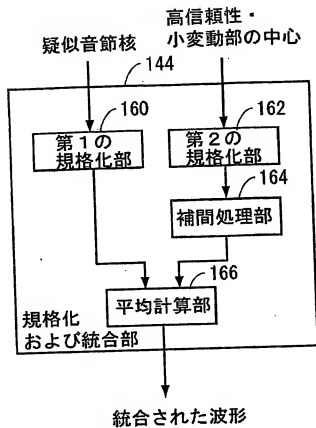 疑似音節核
高信頼性・
小変動部の中心
144
160
162
第1の
規格化部
第2の
規格化部
164
補間処理部
166
平均計算部
規格化
および統合部
統合された波形